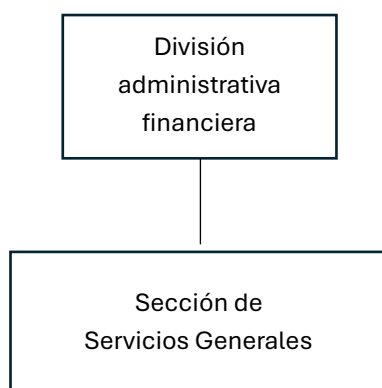 División
administrativa
financiera
Sección de
Servicios Generales